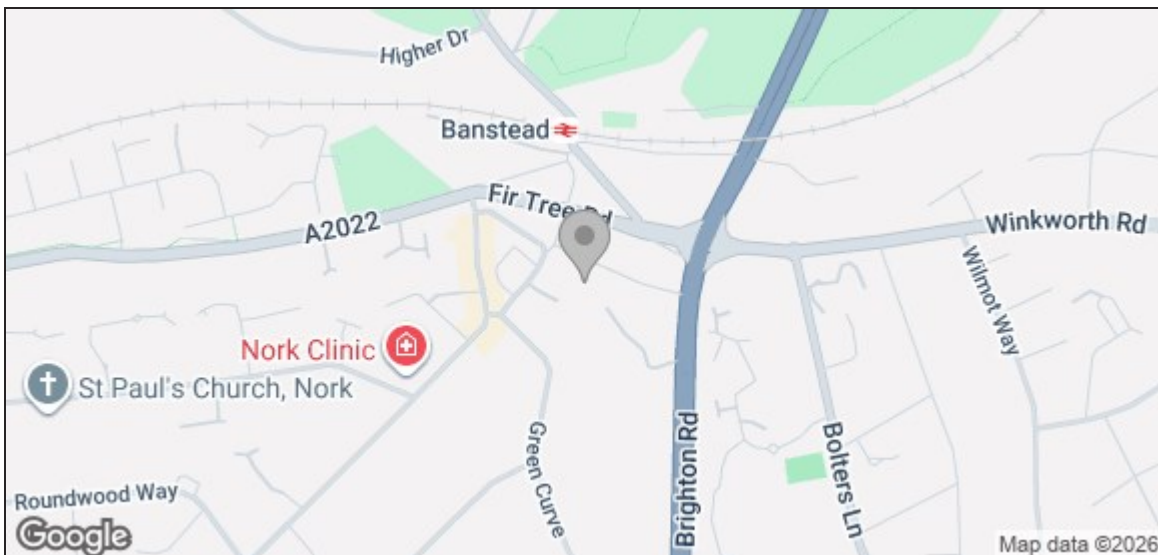 Higher Dr
Banstead
Fir Tree Rd
A2022
Winkworth Rd
Wilmot Way
Nork Clinic
St Paul's Church, Nork
Green Curve
Brighton Rd
Bolters Ln
Roundwood Way
Google
Map data ©2026